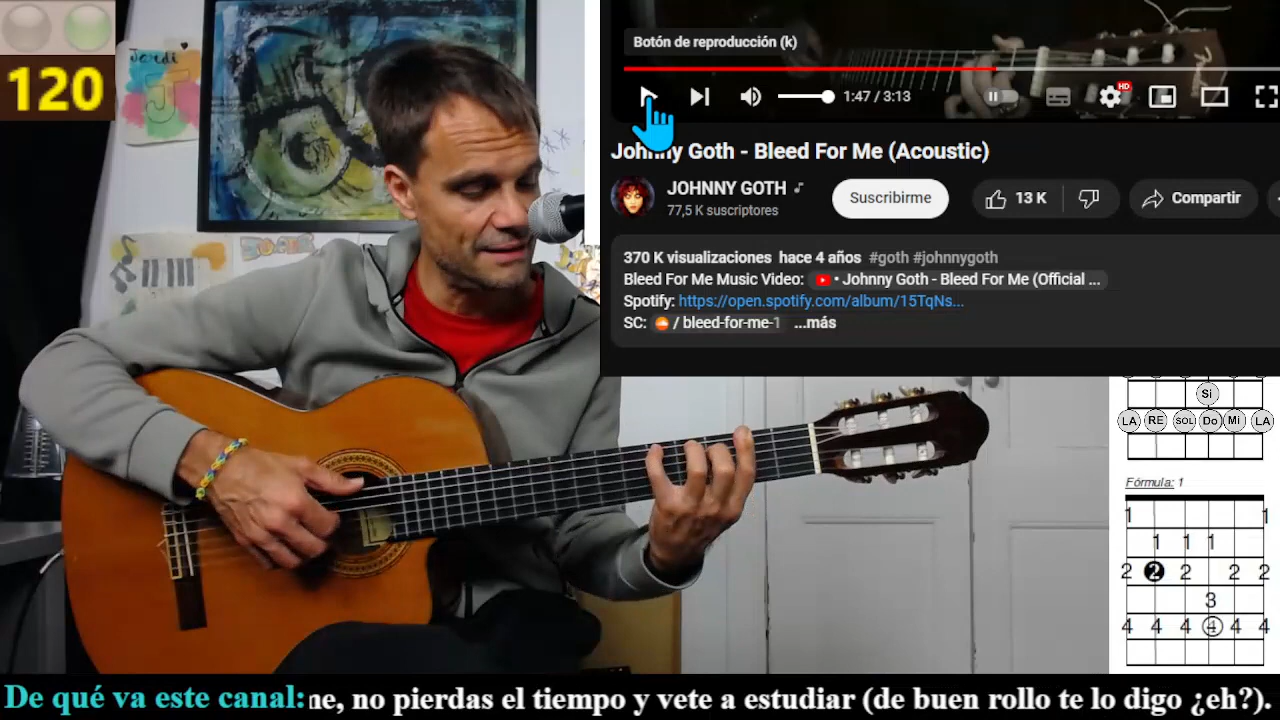 120
Jardi
J
Botón de reproducción (k)
1:47 / 3:13
HD
Johnny Goth - Bleed For Me (Acoustic)
JOHNNY GOTH
77,5 K suscriptores
Suscribirme
13 K
Compartir
370 K visualizaciones hace 4 años #goth #johnnygoth
Bleed For Me Music Video: • Johnny Goth - Bleed For Me (Official ...
Spotify: https://open.spotify.com/album/15TqNs...
SC: / bleed-for-me-1 ...más
Si
LA RE SOL Do Mi LA
Fórmula: 1
1 1
1 1 1
2 2 2 2 2
3
4 4 4 4 4 4
De qué va este canal: ne, no pierdas el tiempo y vete a estudiar (de buen rollo te lo digo ¿eh?).